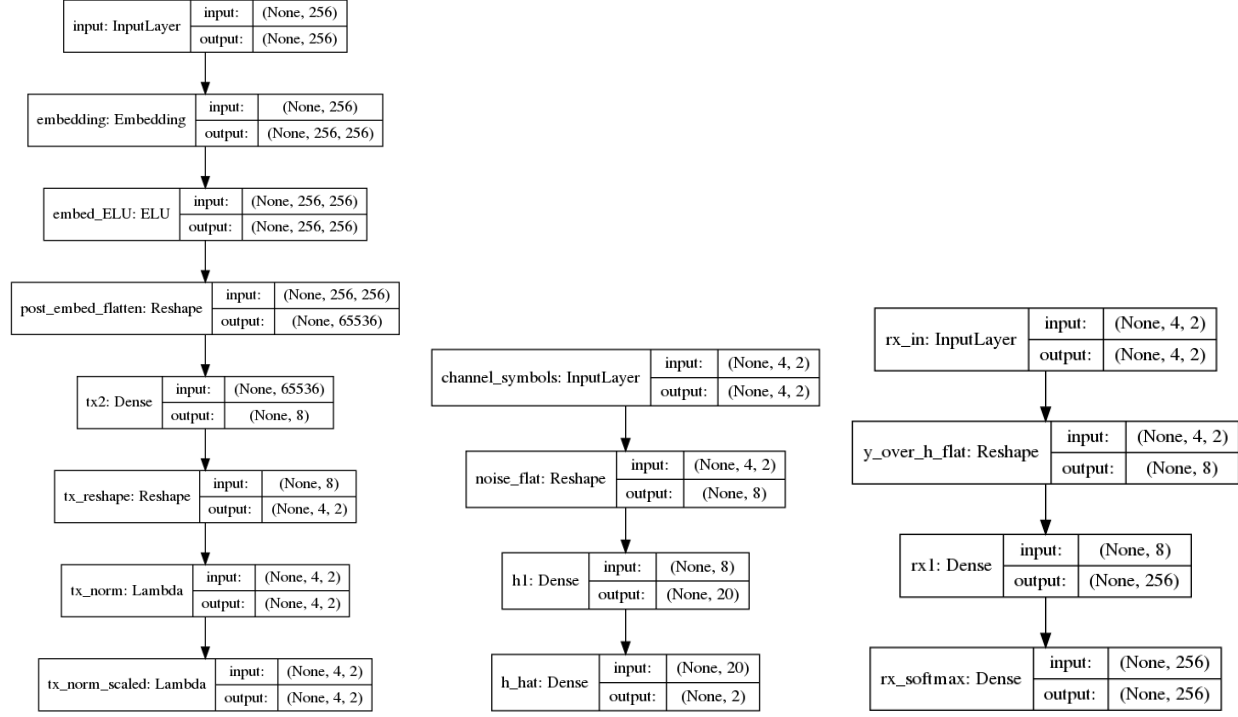 input: InputLayer
input: (None, 256)
output: (None, 256)
embedding: Embedding
input: (None, 256)
output: (None, 256, 256)
embed_ELU: ELU
input: (None, 256, 256)
output: (None, 256, 256)
post_embed_flatten: Reshape
input: (None, 256, 256)
output: (None, 65536)
tx2: Dense
input: (None, 65536)
output: (None, 8)
tx_reshape: Reshape
input: (None, 8)
output: (None, 4, 2)
tx_norm: Lambda
input: (None, 4, 2)
output: (None, 4, 2)
tx_norm_scaled: Lambda
input: (None, 4, 2)
output: (None, 4, 2)
channel_symbols: InputLayer
input: (None, 4, 2)
output: (None, 4, 2)
noise_flat: Reshape
input: (None, 4, 2)
output: (None, 8)
h1: Dense
input: (None, 8)
output: (None, 20)
h_hat: Dense
input: (None, 20)
output: (None, 2)
rx_in: InputLayer
input: (None, 4, 2)
output: (None, 4, 2)
y_over_h_flat: Reshape
input: (None, 4, 2)
output: (None, 8)
rx1: Dense
input: (None, 8)
output: (None, 256)
rx_softmax: Dense
input: (None, 256)
output: (None, 256)